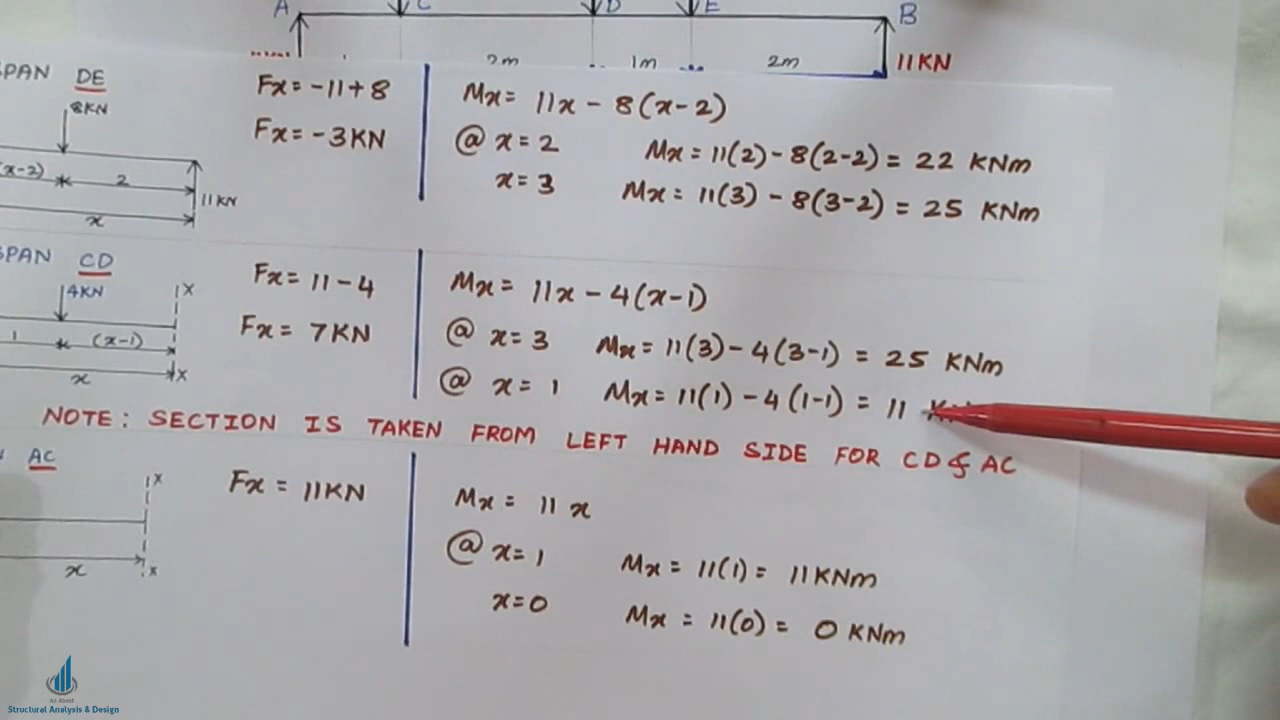 A C D E B
2m 1m 2m 11KN
SPAN DE
8KN
(x-2) 2
11KN
x
Fx = -11+8
Fx = -3KN
Mx = 11x - 8(x-2)
@ x = 2 Mx = 11(2) - 8(2-2) = 22 KNm
x = 3 Mx = 11(3) - 8(3-2) = 25 KNm
SPAN CD
4KN x
1 (x-1)
x x
Fx = 11-4
Fx = 7KN
Mx = 11x - 4(x-1)
@ x = 3 Mx = 11(3) - 4(3-1) = 25 KNm
@ x = 1 Mx = 11(1) - 4(1-1) = 11
NOTE: SECTION IS TAKEN FROM LEFT HAND SIDE FOR CD & AC
AC
x
x x
Fx = 11KN
Mx = 11 x
@ x = 1 Mx = 11(1) = 11KNm
x=0 Mx = 11(0) = 0 KNm
All About
Structural Analysis & Design